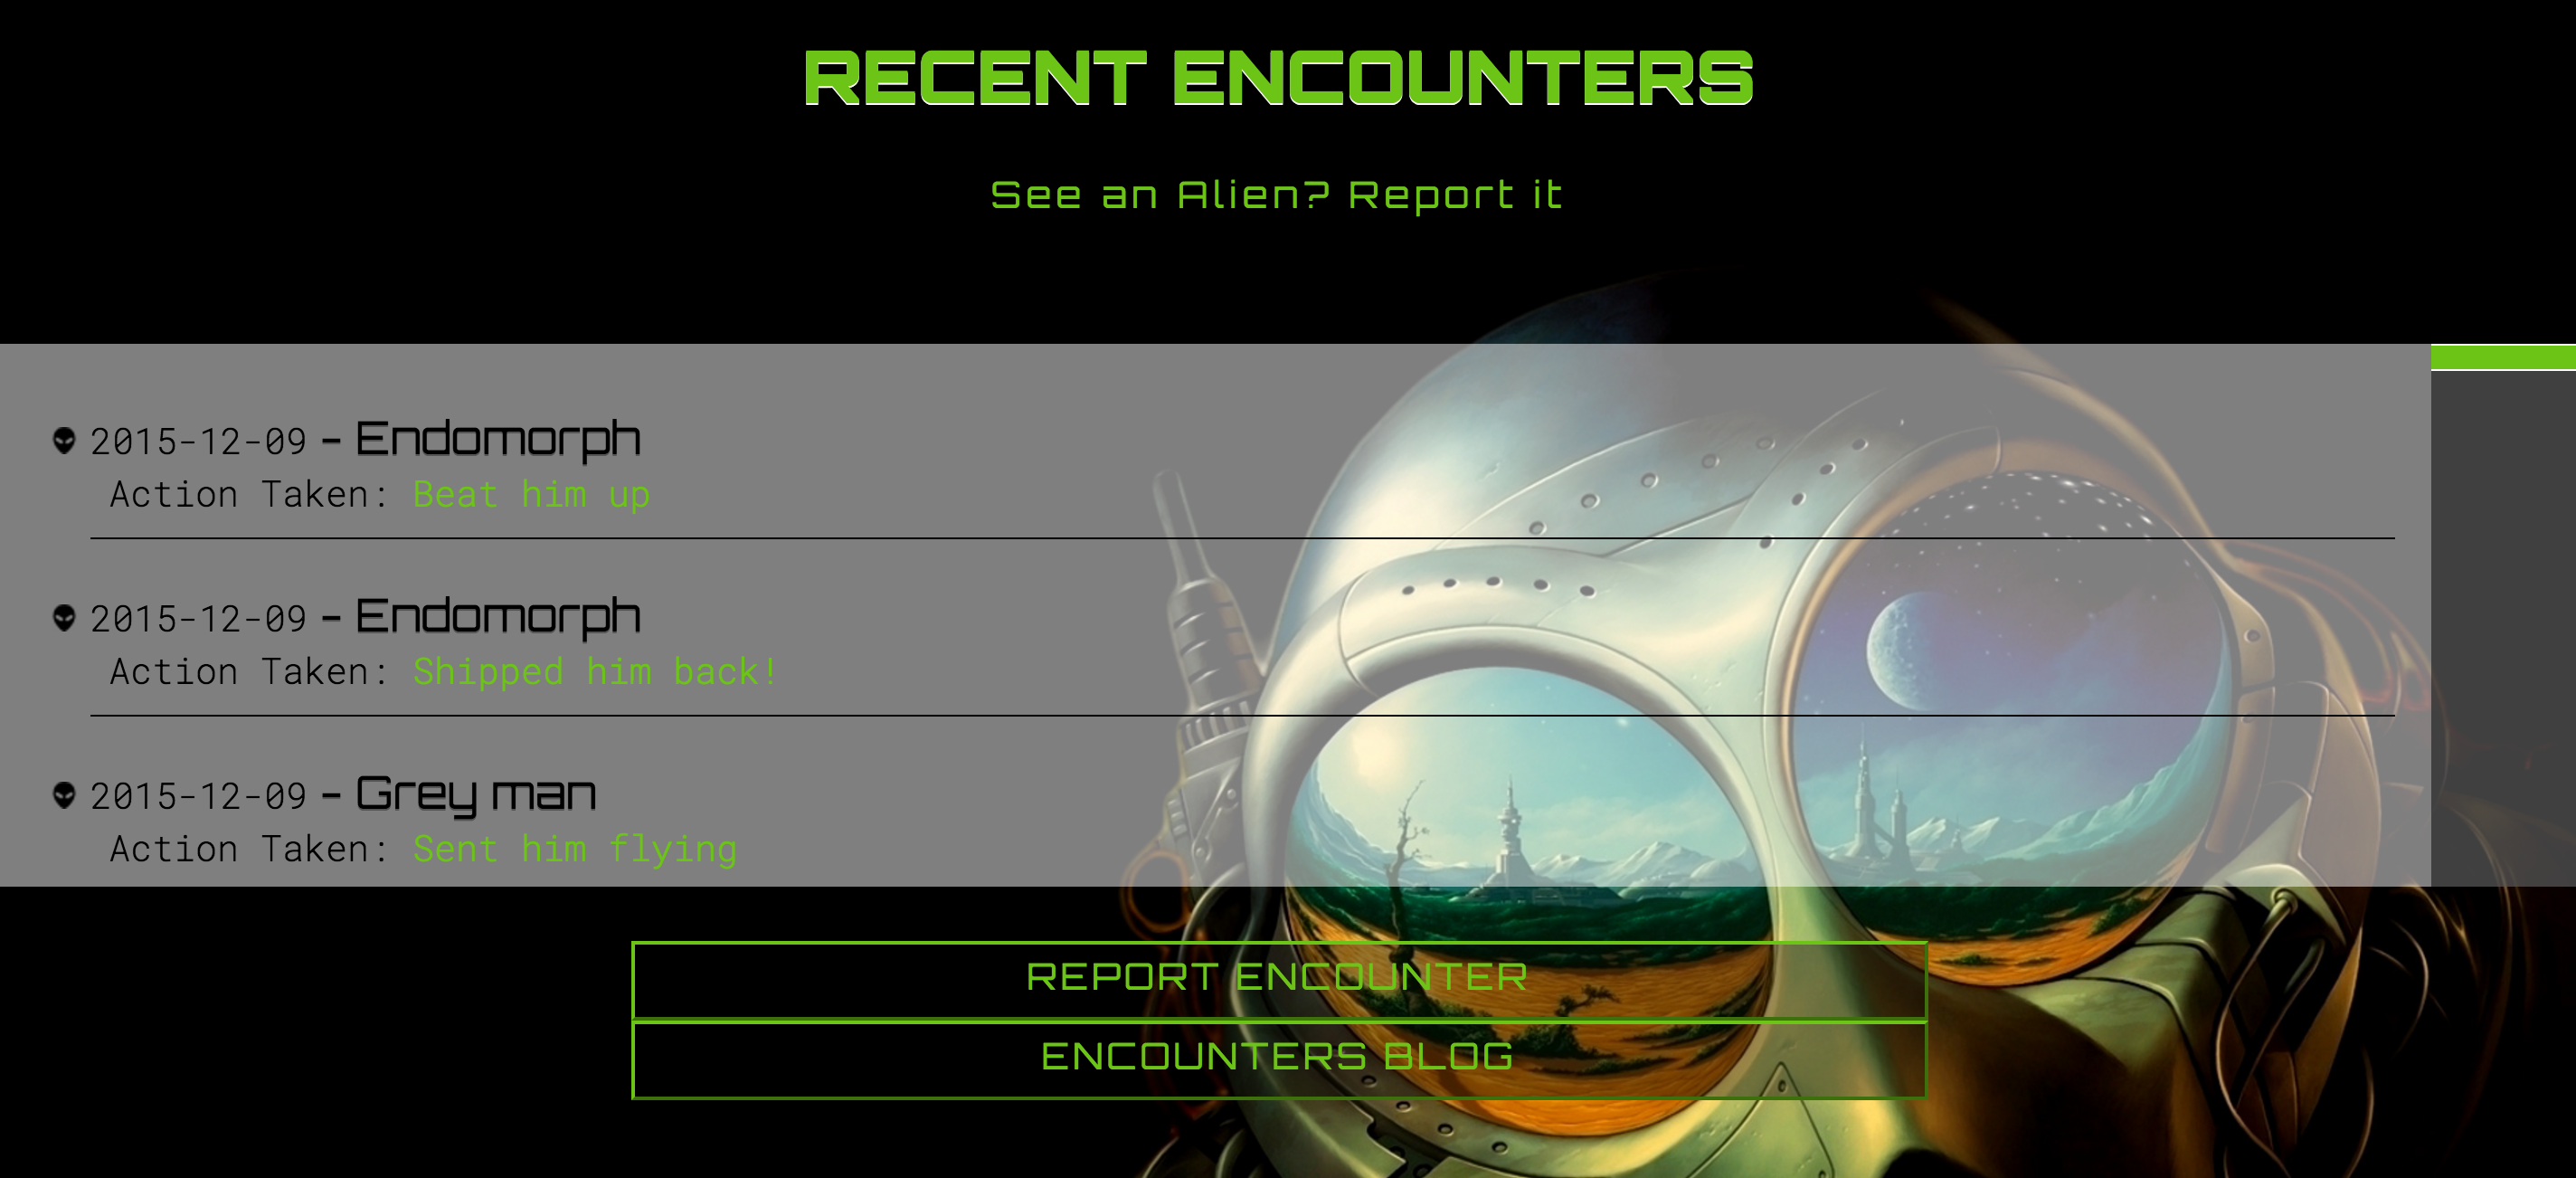 RECENT ENCOUNTERS
See an Alien? Report it
2015-12-09 - Endomorph
Action Taken: Beat him up
2015-12-09 - Endomorph
Action Taken: Shipped him back!
2015-12-09 - Grey man
Action Taken: Sent him flying
REPORT ENCOUNTER
ENCOUNTERS BLOG